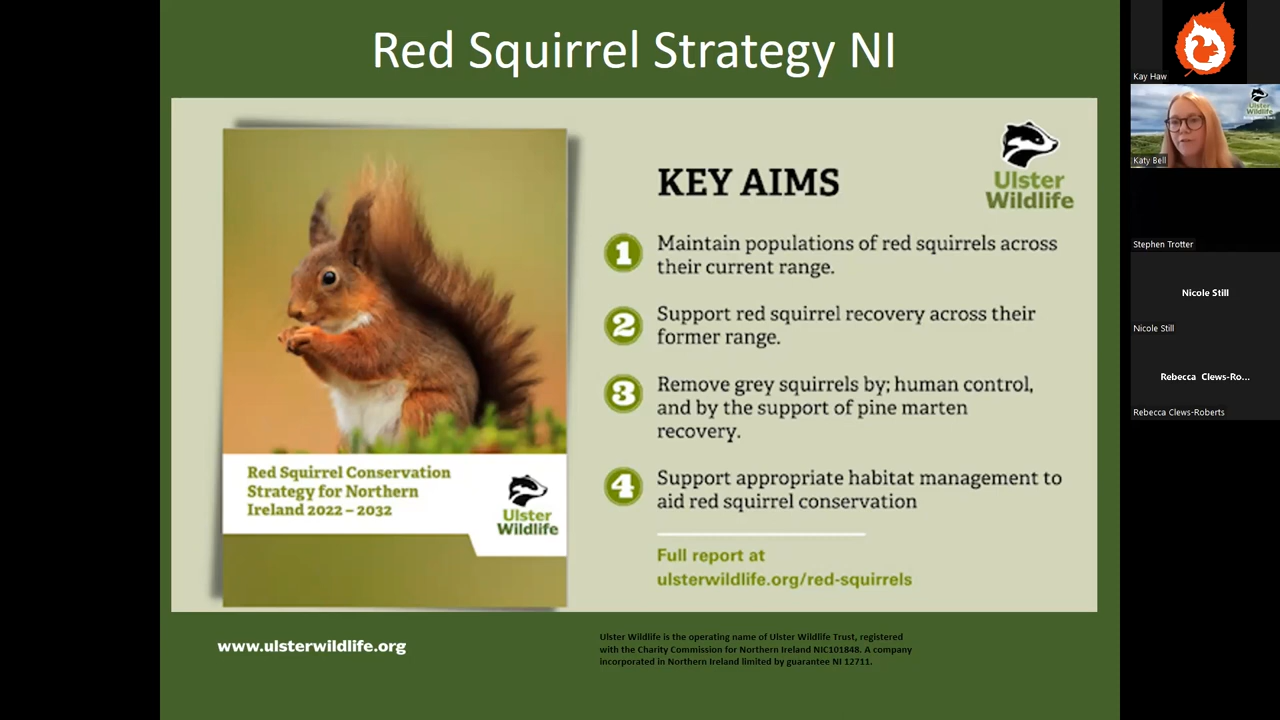 Red Squirrel Strategy NI
KEY AIMS
Ulster
Wildlife
1 Maintain populations of red squirrels across
their current range.
2 Support red squirrel recovery across their
former range.
3 Remove grey squirrels by; human control,
and by the support of pine marten
recovery.
4 Support appropriate habitat management to
aid red squirrel conservation
Full report at
ulsterwildlife.org/red-squirrels
Red Squirrel Conservation
Strategy for Northern
Ireland 2022 – 2032
Ulster
Wildlife
www.ulsterwildlife.org
Ulster Wildlife is the operating name of Ulster Wildlife Trust, registered
with the Charity Commission for Northern Ireland NIC101848. A company
incorporated in Northern Ireland limited by guarantee NI 12711.
Kay Haw
Ulster
Wildlife
Katy Bell
Stephen Trotter
Nicole Still
Nicole Still
Rebecca Clews-Ro...
Rebecca Clews-Roberts